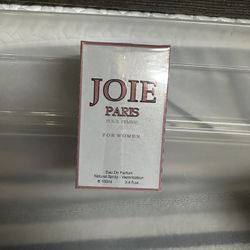 JOIE
PARIS
POUR FEMME
FOR WOMEN
Eau De Parfum
Natural Spray - Vaporisateur
℮ 100ml 3.4 fl.oz